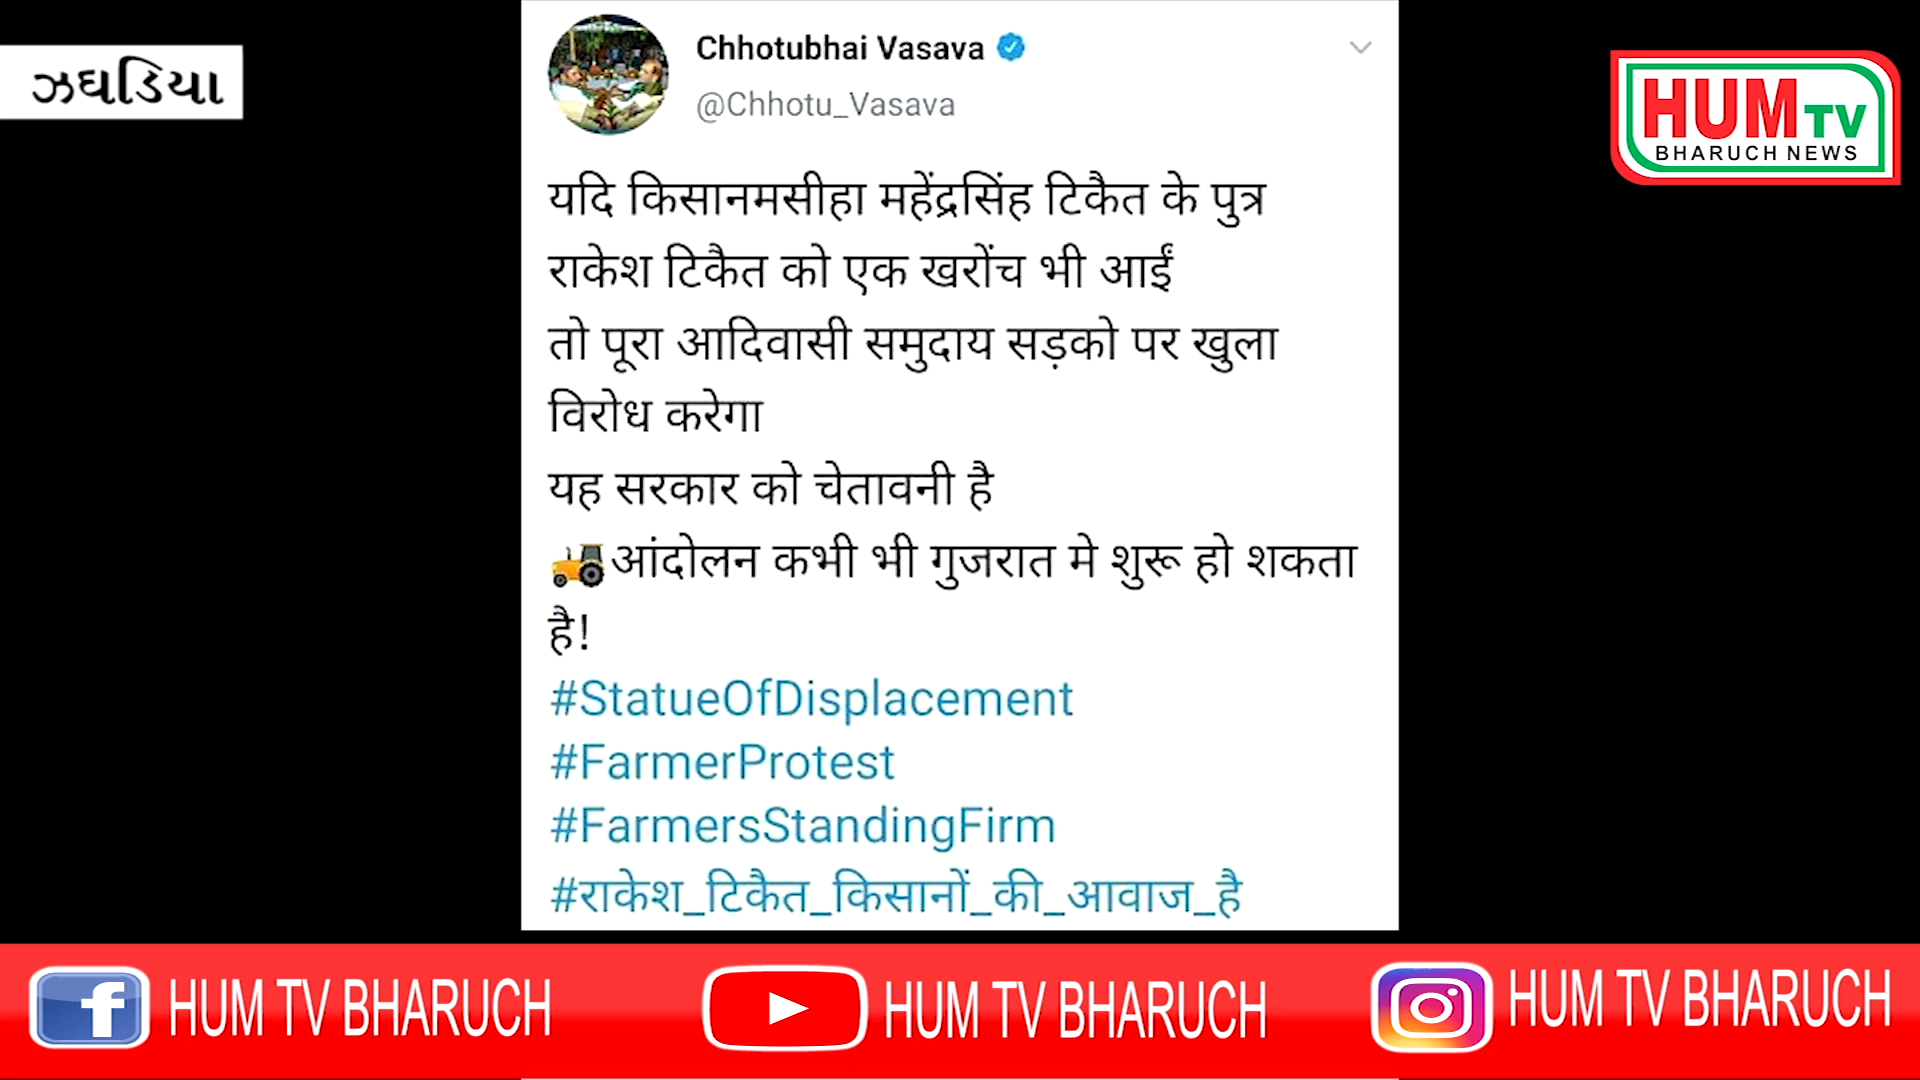 ઝઘડિયા
Chhotubhai Vasava
@Chhotu_Vasava
HUM TV
BHARUCH NEWS
यदि किसानमसीहा महेंद्रसिंह टिकैत के पुत्र
राकेश टिकैत को एक खरोंच भी आईं
तो पूरा आदिवासी समुदाय सड़को पर खुला
विरोध करेगा
यह सरकार को चेतावनी है
🚜आंदोलन कभी भी गुजरात मे शुरू हो शकता
है!
#StatueOfDisplacement
#FarmerProtest
#FarmersStandingFirm
#राकेश_टिकैत_किसानों_की_आवाज_है
HUM TV BHARUCH
HUM TV BHARUCH
HUM TV BHARUCH